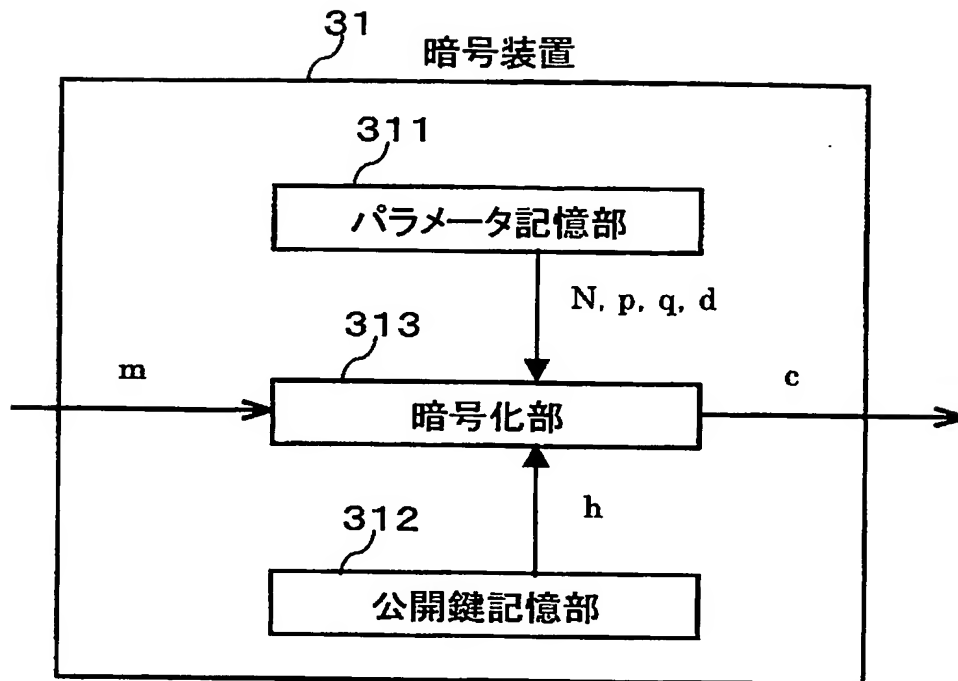 31
暗号装置
311
パラメータ記憶部
N, p, q, d
313
m
暗号化部
c
h
312
公開鍵記憶部